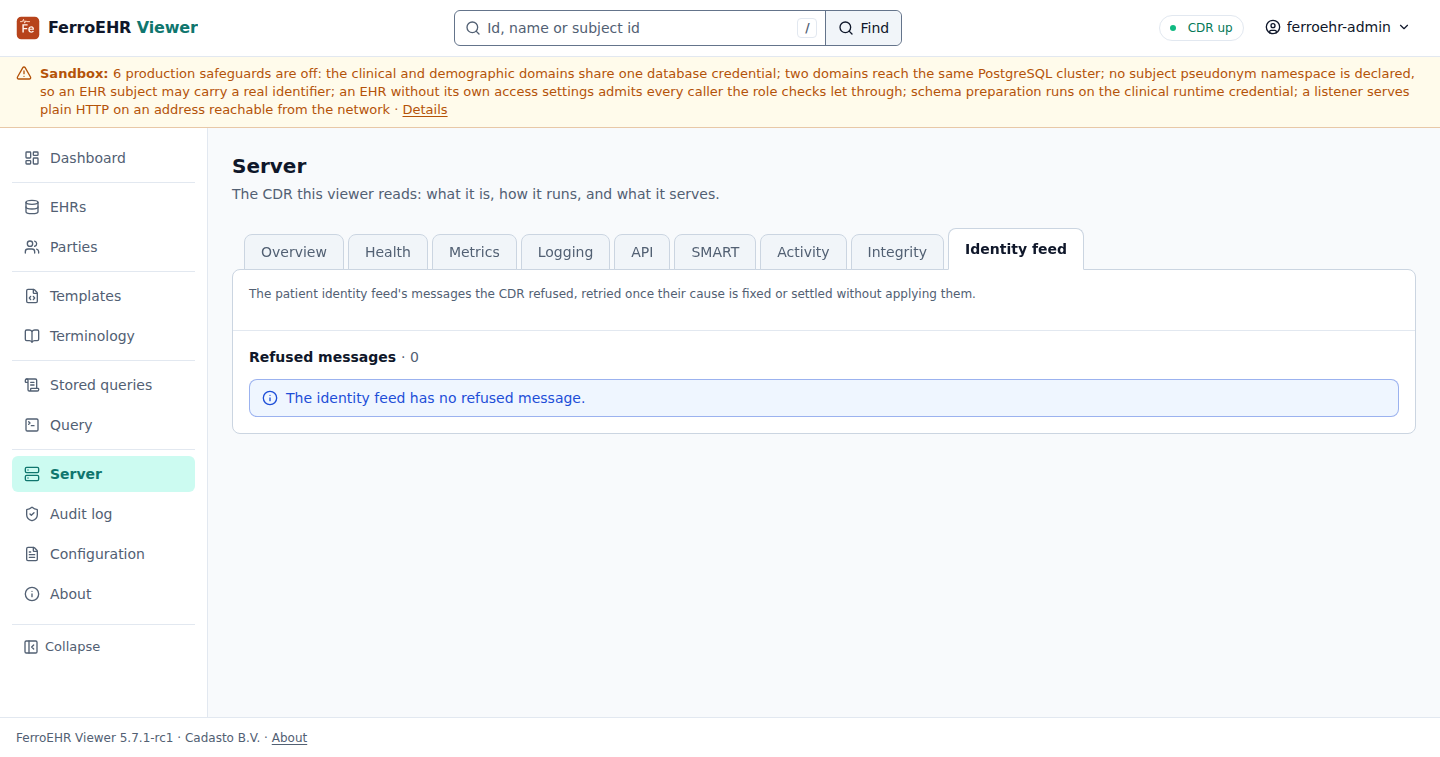 Fe FerroEHR Viewer
Id, name or subject id / Find
CDR up
ferroehr-admin
Sandbox: 6 production safeguards are off: the clinical and demographic domains share one database credential; two domains reach the same PostgreSQL cluster; no subject pseudonym namespace is declared,
so an EHR subject may carry a real identifier; an EHR without its own access settings admits every caller the role checks let through; schema preparation runs on the clinical runtime credential; a listener serves
plain HTTP on an address reachable from the network · Details
Dashboard
EHRs
Parties
Templates
Terminology
Stored queries
Query
Server
Audit log
Configuration
About
Collapse
Server
The CDR this viewer reads: what it is, how it runs, and what it serves.
Overview Health Metrics Logging API SMART Activity Integrity Identity feed
The patient identity feed's messages the CDR refused, retried once their cause is fixed or settled without applying them.
Refused messages · 0
The identity feed has no refused message.
FerroEHR Viewer 5.7.1-rc1 · Cadasto B.V. · About